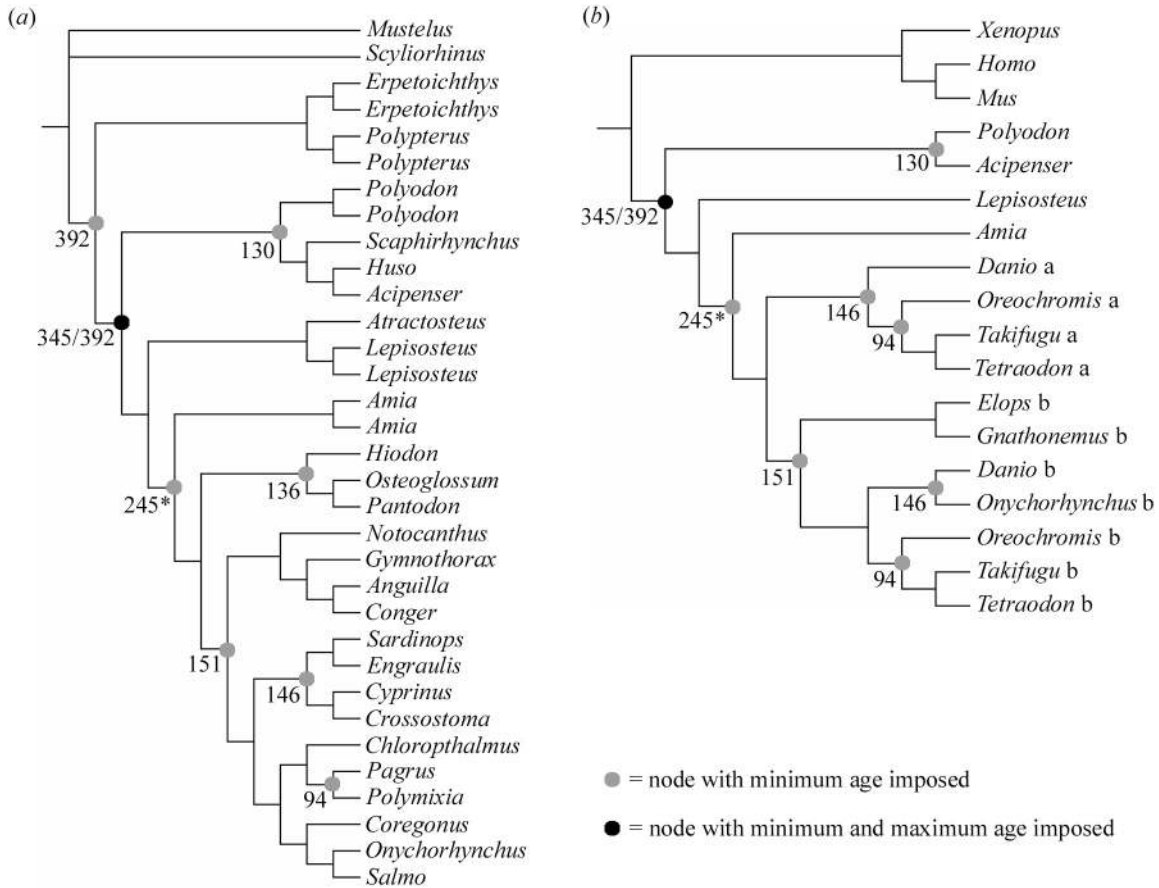 (a)
Mustelus
Scyliorhinus
Erpetoichthys
Erpetoichthys
Polypterus
Polypterus
392
Polyodon
Polyodon
130
Scaphirhynchus
Huso
Acipenser
345/392
Atractosteus
Lepisosteus
Lepisosteus
Amia
Amia
245*
Hiodon
136
Osteoglossum
Pantodon
Notocanthus
Gymnothorax
Anguilla
Conger
151
Sardinops
Engraulis
146
Cyprinus
Crossostoma
Chloropthalmus
Pagrus
94
Polymixia
Coregonus
Onychorhynchus
Salmo
(b)
Xenopus
Homo
Mus
Polyodon
130
Acipenser
345/392
Lepisosteus
Amia
245*
Danio a
146
Oreochromis a
94
Takifugu a
Tetraodon a
Elops b
Gnathonemus b
151
Danio b
146
Onychorhynchus b
Oreochromis b
94
Takifugu b
Tetraodon b
= node with minimum age imposed
= node with minimum and maximum age imposed